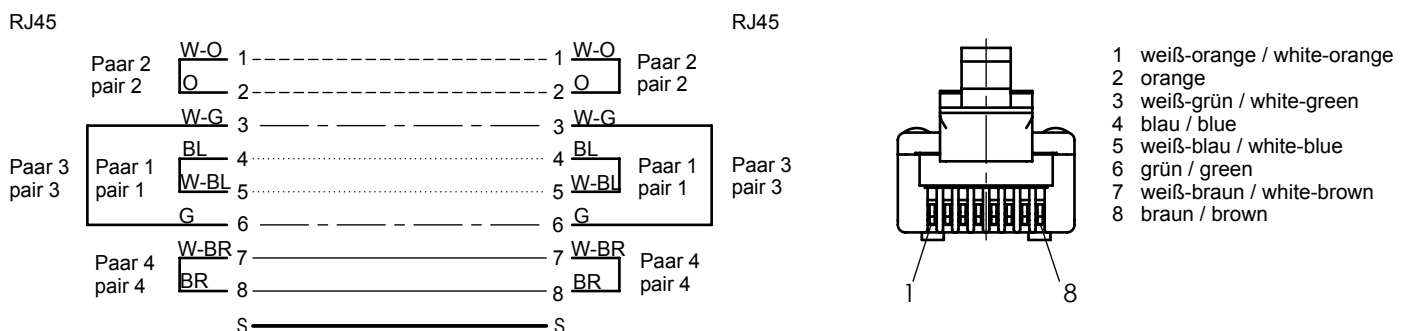 RJ45 RJ45
W-O 1 1 W-O
Paar 2 Paar 2
pair 2 pair 2
O 2 2 O
W-G 3 3 W-G
BL 4 4 BL
Paar 3 Paar 1 Paar 1 Paar 3
pair 3 pair 1 pair 1 pair 3
W-BL 5 5 W-BL
G 6 6 G
W-BR 7 7 W-BR
Paar 4 Paar 4
pair 4 pair 4
BR 8 8 BR
S S
1 8
1 weiß-orange / white-orange
2 orange
3 weiß-grün / white-green
4 blau / blue
5 weiß-blau / white-blue
6 grün / green
7 weiß-braun / white-brown
8 braun / brown